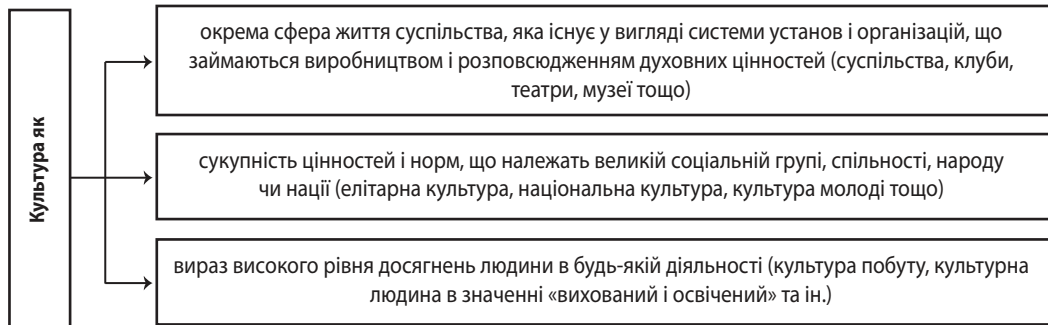 Культура як
окрема сфера життя суспільства, яка існує у вигляді системи установ і організацій, що
займаються виробництвом і розповсюдженням духовних цінностей (суспільства, клуби,
театри, музеї тощо)
сукупність цінностей і норм, що належать великій соціальній групі, спільності, народу
чи нації (елітарна культура, національна культура, культура молоді тощо)
вираз високого рівня досягнень людини в будь-якій діяльності (культура побуту, культурна
людина в значенні «вихований і освічений» та ін.)